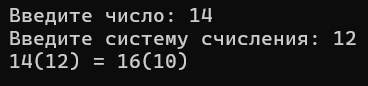 Введите число: 14
Введите систему счисления: 12
14(12) = 16(10)